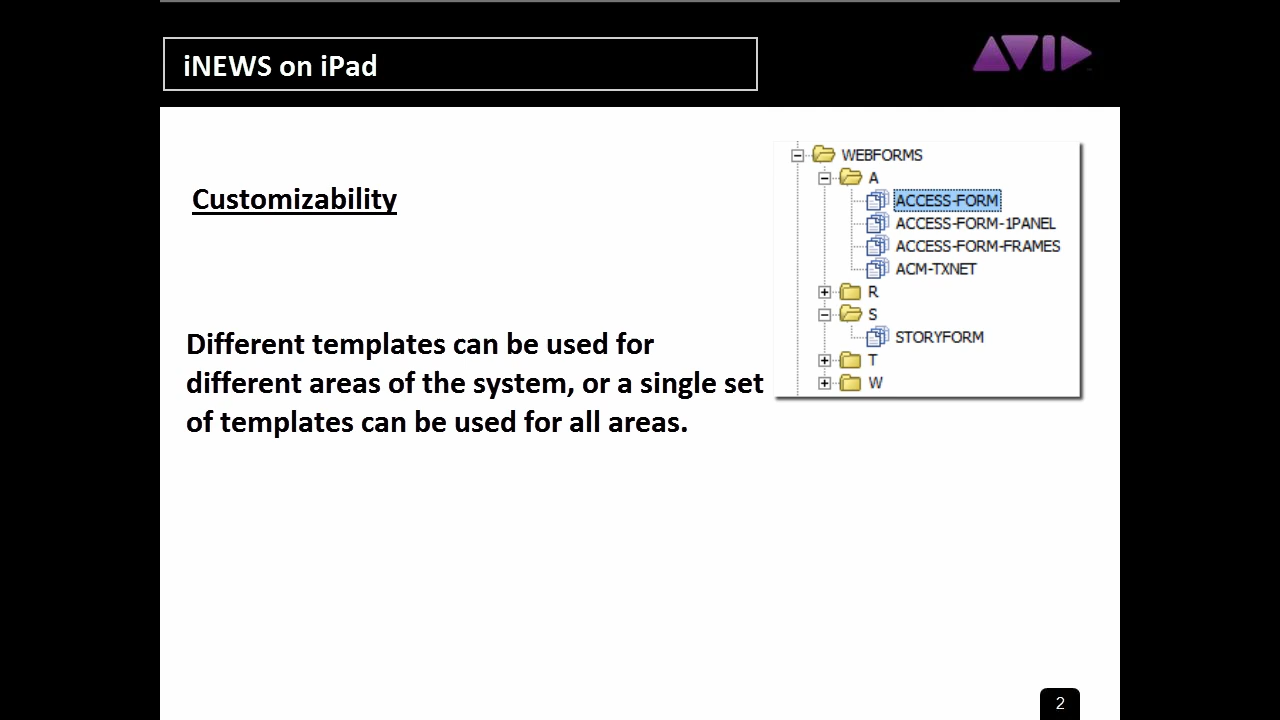 iNEWS on iPad
AVID
Customizability
WEBFORMS
A
ACCESS-FORM
ACCESS-FORM-1PANEL
ACCESS-FORM-FRAMES
ACM-TXNET
R
S
STORYFORM
T
W
Different templates can be used for
different areas of the system, or a single set
of templates can be used for all areas.
2